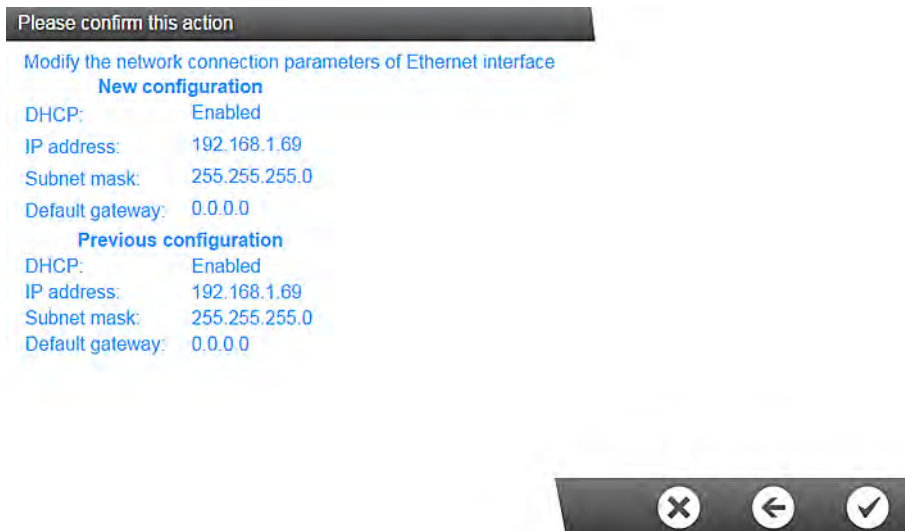 Please confirm this action
Modify the network connection parameters of Ethernet interface
New configuration
DHCP: Enabled
IP address: 192.168.1.69
Subnet mask: 255.255.255.0
Default gateway: 0.0.0.0
Previous configuration
DHCP: Enabled
IP address: 192.168.1.69
Subnet mask: 255.255.255.0
Default gateway: 0.0.0.0